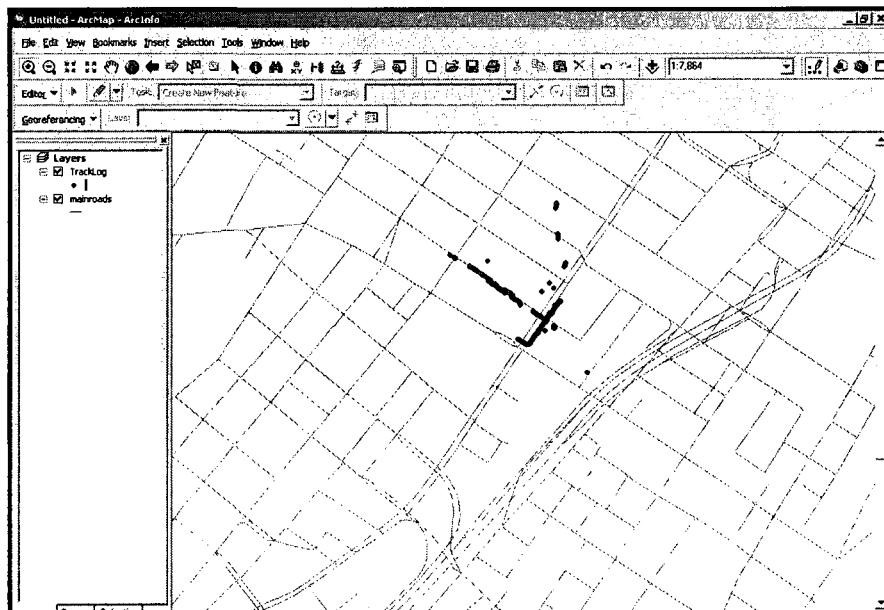 Untitled - ArcMap - ArcInfo
File Edit View Bookmarks Insert Selection Tools Window Help
1:7,864
Editor Task: Create New Feature Target:
Georeferencing Layer:
Layers
TrackLog
mainroads